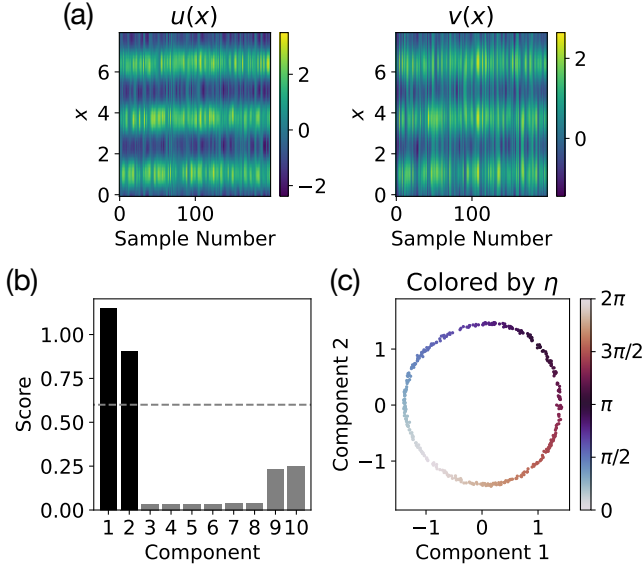 (a)
u(x)
v(x)
x
6
4
2
0
0
100
Sample Number
2
0
−2
6
4
2
0
0
100
Sample Number
2
0
(b)
Score
1.00
0.75
0.50
0.25
0.00
1 2 3 4 5 6 7 8 9 10
Component
(c)
Colored by η
Component 2
1
0
−1
−1
0
1
Component 1
2π
3π/2
π
π/2
0